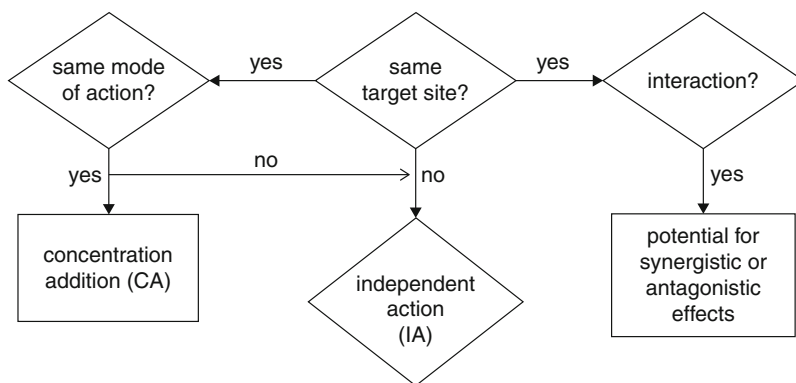 same mode
of action?
yes
same
target site?
yes
interaction?
yes
no
no
yes
concentration
addition (CA)
independent
action
(IA)
potential for
synergistic or
antagonistic
effects